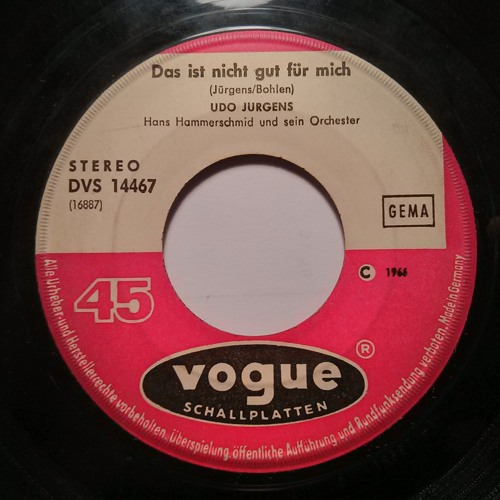 Das ist nicht gut für mich
(Jürgens/Bohlen)
UDO JURGENS
Hans Hammerschmid und sein Orchester
STEREO
DVS 14467
(16887)
GEMA
C 1966
45
vogue ®
SCHALLPLATTEN
Alle Urheber- und Herstellerrechte vorbehalten. Überspielung, öffentliche Aufführung und Rundfunksendung verboten. Made in Germany